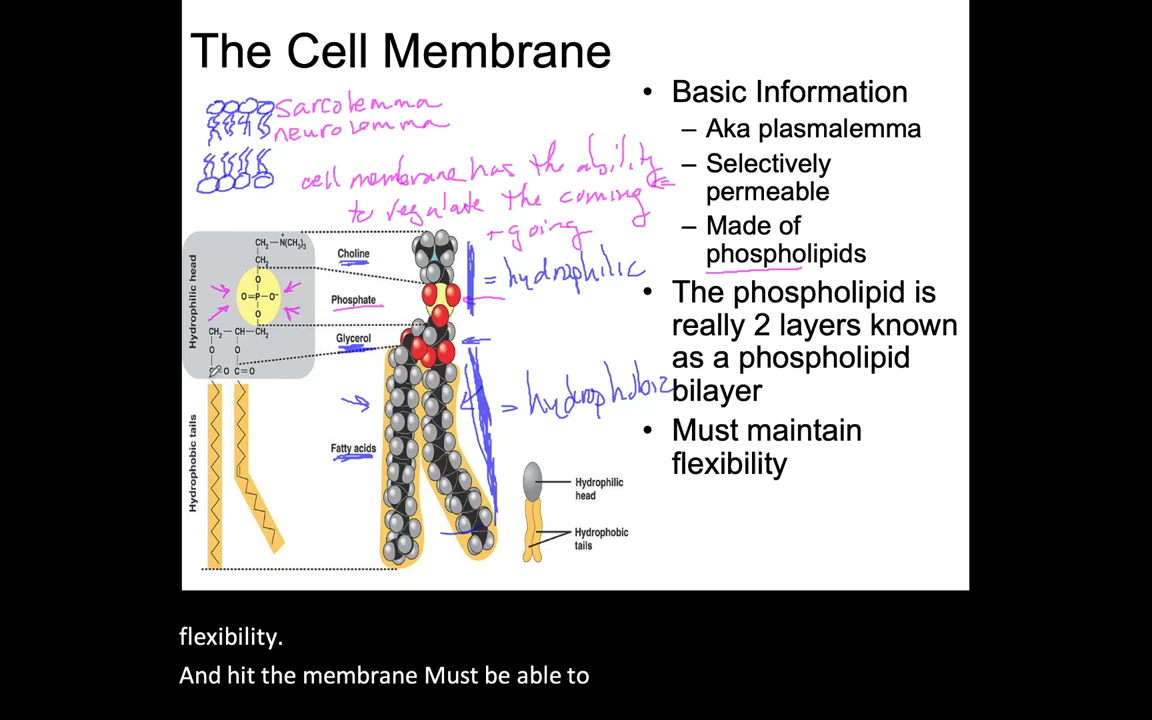 The Cell Membrane
sarcolemma
neurolemma
cell membrane has the ability
to regulate the coming
+ going
• Basic Information
– Aka plasmalemma
– Selectively
permeable
– Made of
phospholipids
• The phospholipid is
really 2 layers known
as a phospholipid
bilayer
• Must maintain
flexibility
Hydrophilic head
CH₂ — N(CH₃)₃
+
CH₂
O
O=P—O⁻
O
CH₂ — CH—CH₂
O O
C=O C=O
Hydrophobic tails
Choline
Phosphate
Glycerol
Fatty acids
= hydrophilic
= hydrophobic
Hydrophilic
head
Hydrophobic
tails
flexibility.
And hit the membrane Must be able to